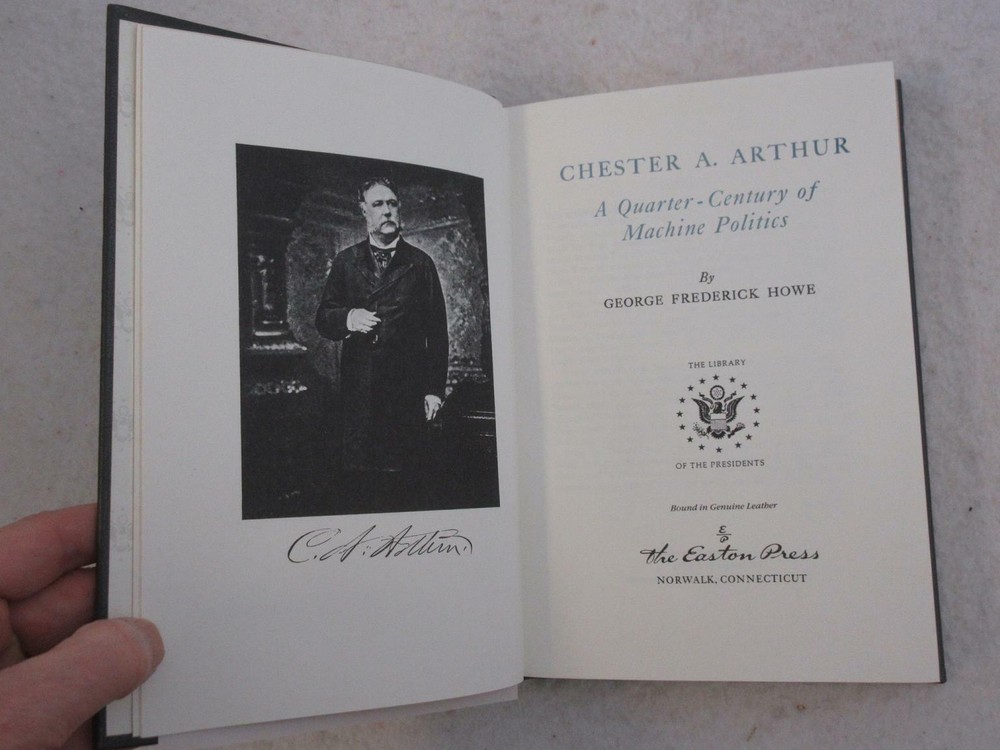 C. A. Arthur.
CHESTER A. ARTHUR
A Quarter-Century of
Machine Politics
By
GEORGE FREDERICK HOWE
THE LIBRARY
OF THE PRESIDENTS
Bound in Genuine Leather
E
P
The Easton Press
NORWALK, CONNECTICUT